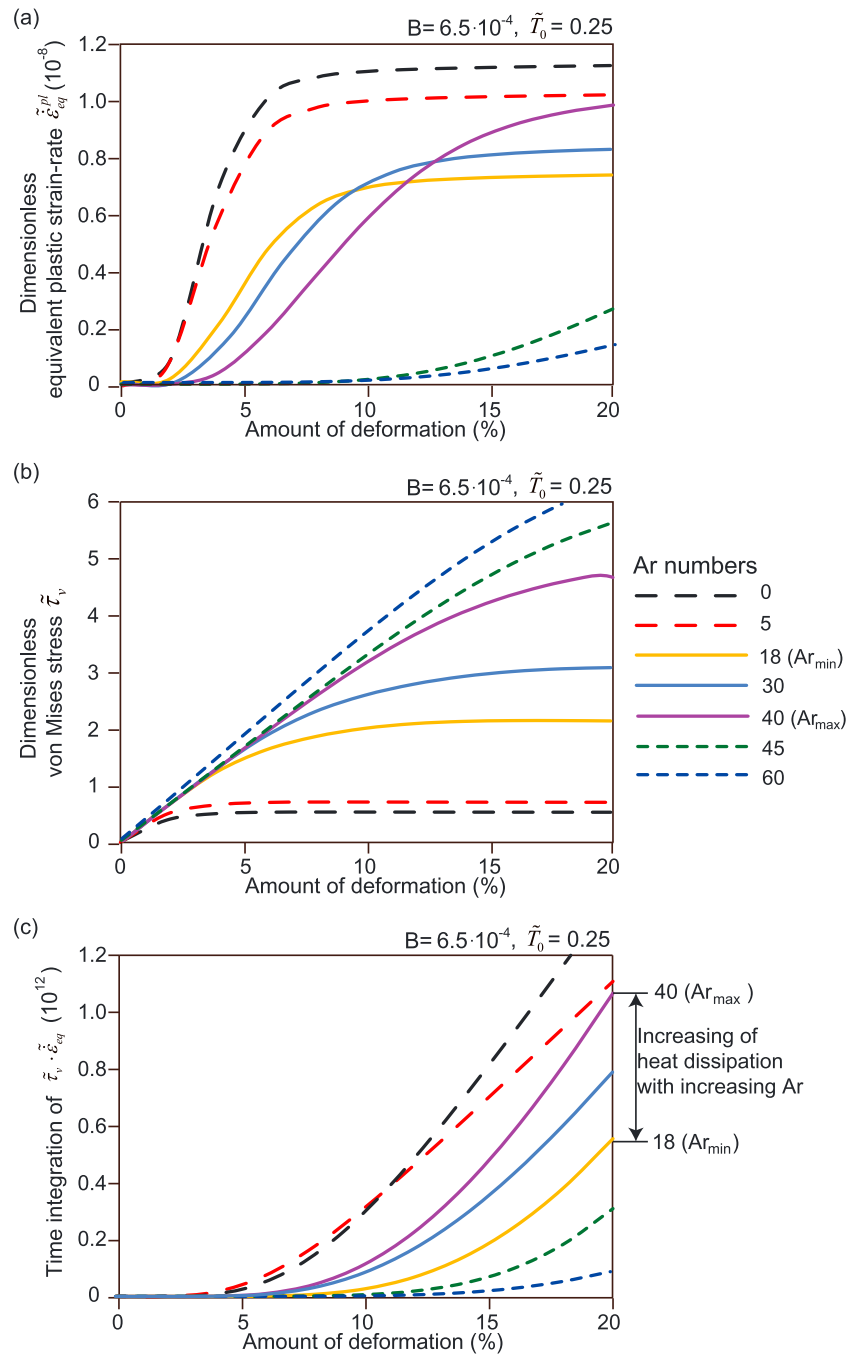 (a)
B= 6.5·10⁻⁴, T̃₀ = 0.25
Dimensionless
equivalent plastic strain-rate ε̃̇ᵖˡ_eq (10⁻⁸)
1.2
1.0
0.8
0.6
0.4
0.2
0
0 5 10 15 20
Amount of deformation (%)
(b)
B= 6.5·10⁻⁴, T̃₀ = 0.25
Dimensionless
von Mises stress τ̃ᵥ
6
5
4
3
2
1
0
0 5 10 15 20
Amount of deformation (%)
Ar numbers
0
5
18 (Ar_min)
30
40 (Ar_max)
45
60
(c)
B= 6.5·10⁻⁴, T̃₀ = 0.25
Time integration of τ̃ᵥ · ε̃̇_eq (10¹²)
1.2
1.0
0.8
0.6
0.4
0.2
0
0 5 10 15 20
Amount of deformation (%)
40 (Ar_max )
Increasing of
heat dissipation
with increasing Ar
18 (Ar_min)